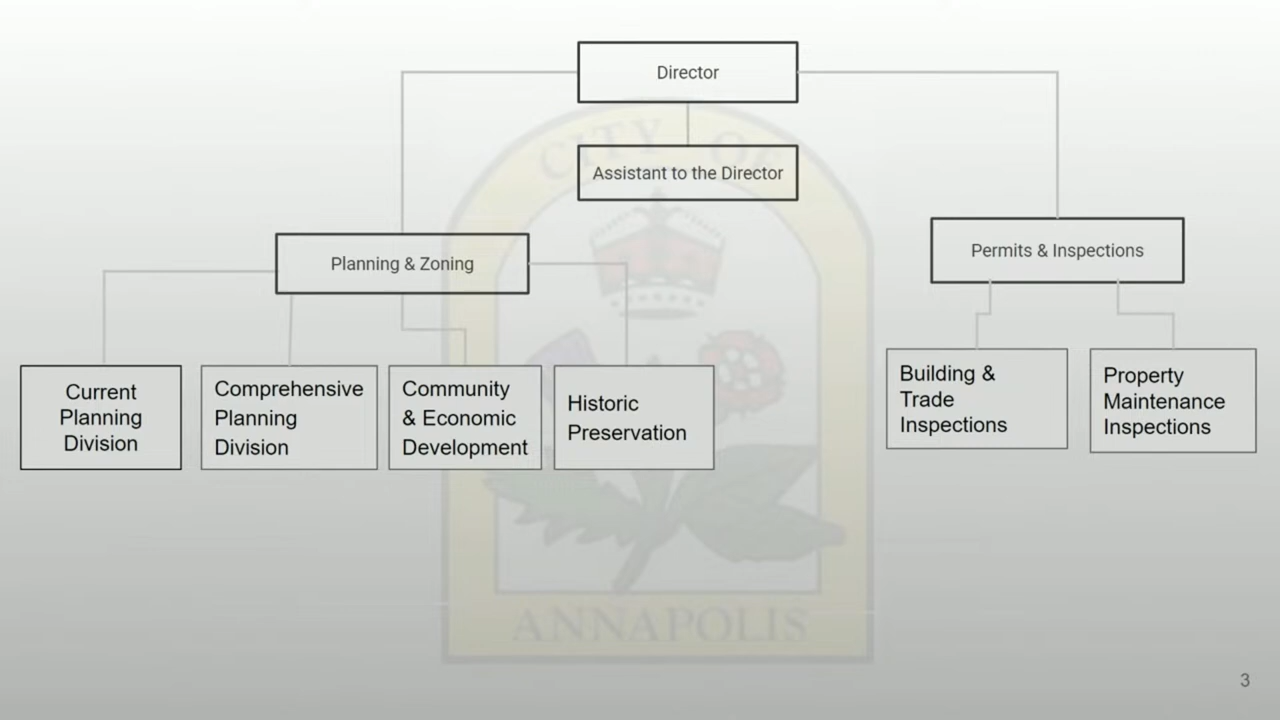 Director
CITY OF
Assistant to the Director
Planning & Zoning
Permits & Inspections
Current
Planning
Division
Comprehensive
Planning
Division
Community
& Economic
Development
Historic
Preservation
Building &
Trade
Inspections
Property
Maintenance
Inspections
ANNAPOLIS
3